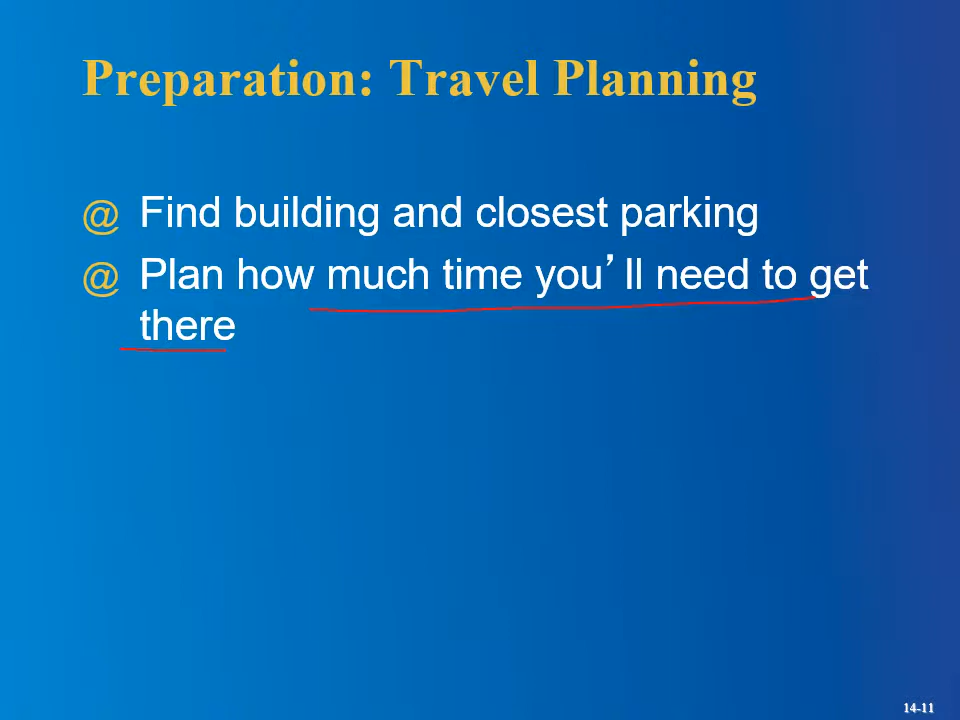 Preparation: Travel Planning
@ Find building and closest parking
@ Plan how much time you’ll need to get
there
14-11